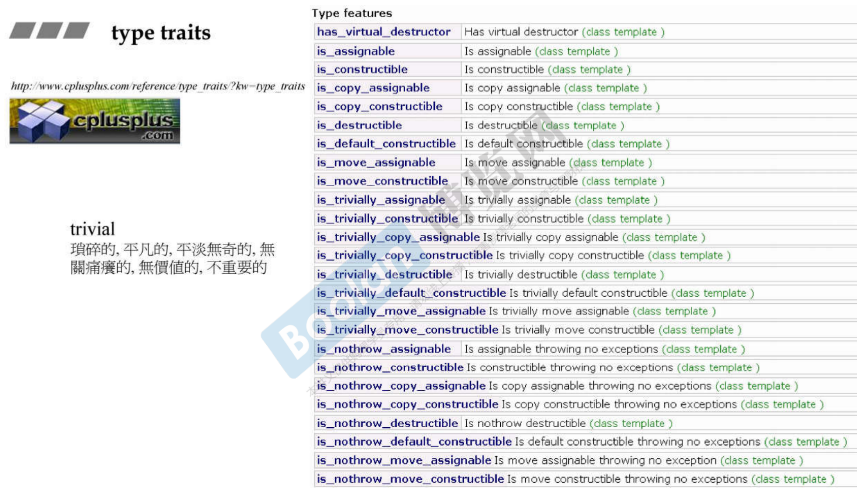 type traits
http://www.cplusplus.com/reference/type_traits/?kw=type_traits
cplusplus
.com
trivial
瑣碎的, 平凡的, 平淡無奇的, 無
關痛癢的, 無價值的, 不重要的
Type features
has_virtual_destructor Has virtual destructor (class template )
is_assignable Is assignable (class template )
is_constructible Is constructible (class template )
is_copy_assignable Is copy assignable (class template )
is_copy_constructible Is copy constructible (class template )
is_destructible Is destructible (class template )
is_default_constructible Is default constructible (class template )
is_move_assignable Is move assignable (class template )
is_move_constructible Is move constructible (class template )
is_trivially_assignable Is trivially assignable (class template )
is_trivially_constructible Is trivially constructible (class template )
is_trivially_copy_assignable Is trivially copy assignable (class template )
is_trivially_copy_constructible Is trivially copy constructible (class template )
is_trivially_destructible Is trivially destructible (class template )
is_trivially_default_constructible Is trivially default constructible (class template )
is_trivially_move_assignable Is trivially move assignable (class template )
is_trivially_move_constructible Is trivially move constructible (class template )
is_nothrow_assignable Is assignable throwing no exceptions (class template )
is_nothrow_constructible Is constructible throwing no exceptions (class template )
is_nothrow_copy_assignable Is copy assignable throwing no exceptions (class template )
is_nothrow_copy_constructible Is copy constructible throwing no exceptions (class template )
is_nothrow_destructible Is nothrow destructible (class template )
is_nothrow_default_constructible Is default constructible throwing no exceptions (class template )
is_nothrow_move_assignable Is move assignable throwing no exception (class template )
is_nothrow_move_constructible Is move constructible throwing no exceptions (class template )
Boolan 博览网